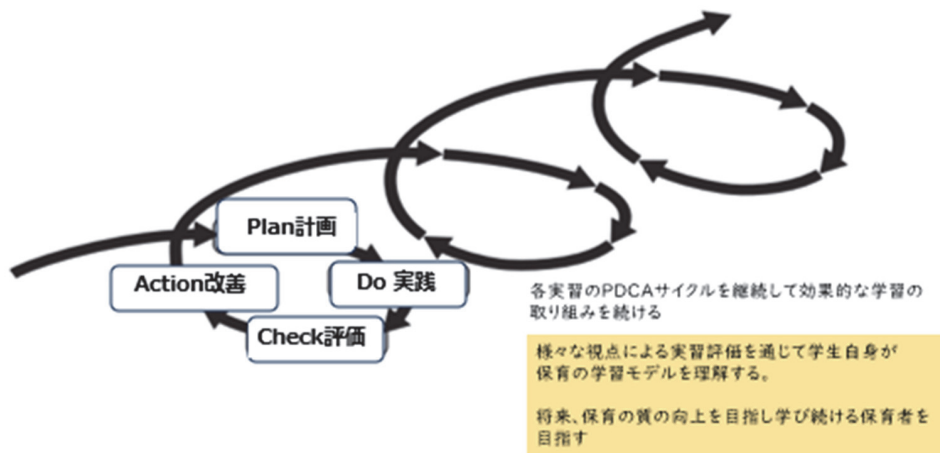 Plan計画
Do 実践
Action改善
Check評価
各実習のPDCAサイクルを継続して効果的な学習の
取り組みを続ける
様々な視点による実習評価を通じて学生自身が
保育の学習モデルを理解する。
将来、保育の質の向上を目指し学び続ける保育者を
目指す